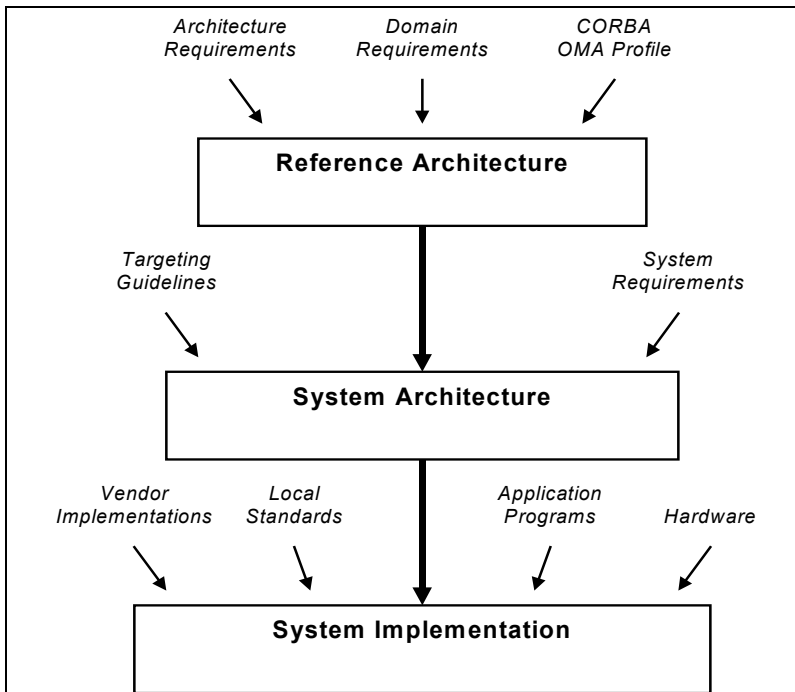 Architecture
Requirements
Domain
Requirements
CORBA
OMA Profile
Reference Architecture
Targeting
Guidelines
System
Requirements
System Architecture
Vendor
Implementations
Local
Standards
Application
Programs
Hardware
System Implementation